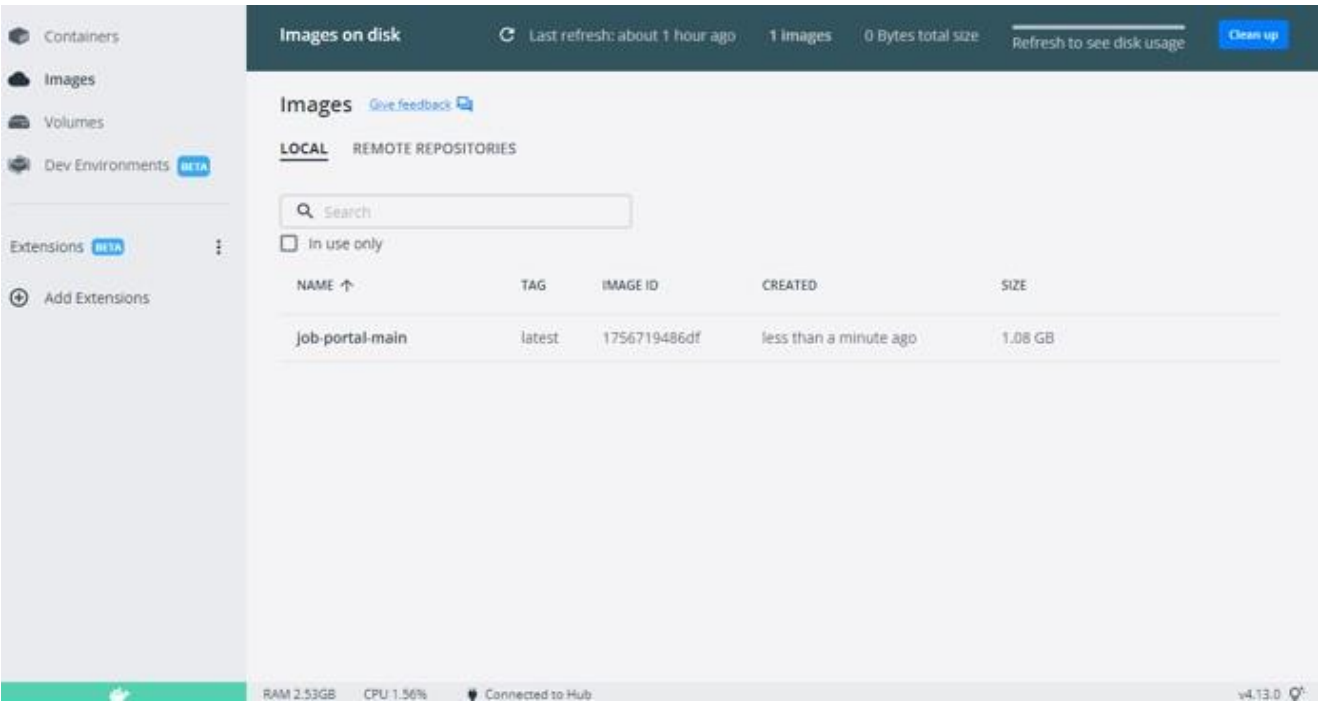 Containers
Images
Volumes
Dev Environments BETA
Extensions BETA
Add Extensions
Images on disk
Last refresh: about 1 hour ago
1 images
0 Bytes total size
Refresh to see disk usage
Clean up
Images Give feedback
LOCAL REMOTE REPOSITORIES
Search
In use only
NAME TAG IMAGE ID CREATED SIZE
job-portal-main latest 1756719486df less than a minute ago 1.08 GB
RAM 2.53GB CPU 1.56% Connected to Hub v4.13.0